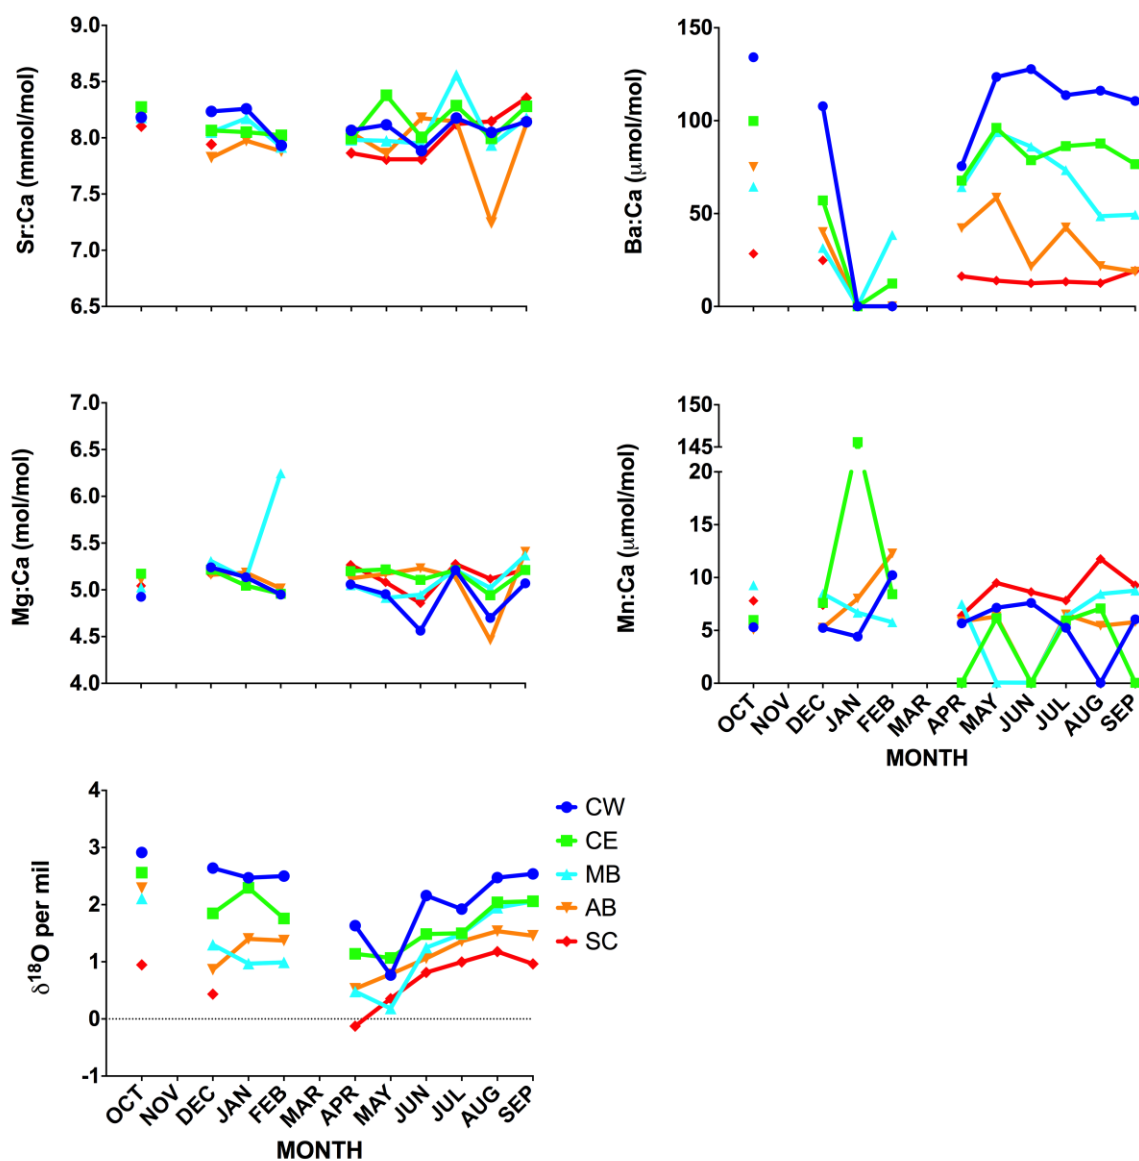 Sr:Ca (mmol/mol)
9.0
8.5
8.0
7.5
7.0
6.5
Ba:Ca (μmol/mol)
150
100
50
0
Mg:Ca (mol/mol)
7.0
6.5
6.0
5.5
5.0
4.5
4.0
Mn:Ca (μmol/mol)
150
145
20
15
10
5
0
OCT NOV DEC JAN FEB MAR APR MAY JUN JUL AUG SEP
MONTH
δ¹⁸O per mil
4
3
2
1
0
-1
OCT NOV DEC JAN FEB MAR APR MAY JUN JUL AUG SEP
MONTH
CW
CE
MB
AB
SC